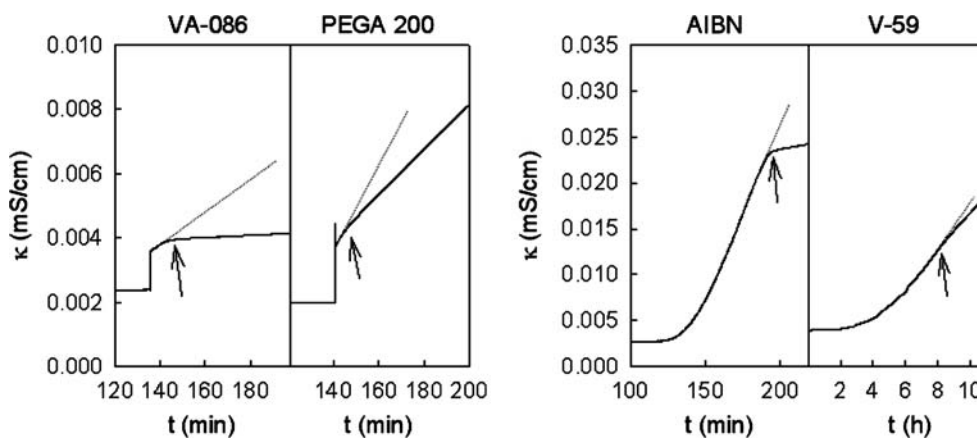 VA-086 PEGA 200 AIBN V-59
0.010 0.035
0.008 0.030
0.006 0.025
0.004 0.020
0.002 0.015
0.000 0.010
0.005
0.000
κ (mS/cm) κ (mS/cm)
120 140 160 180 140 160 180 200 100 150 200 2 4 6 8 10
t (min) t (min) t (min) t (h)